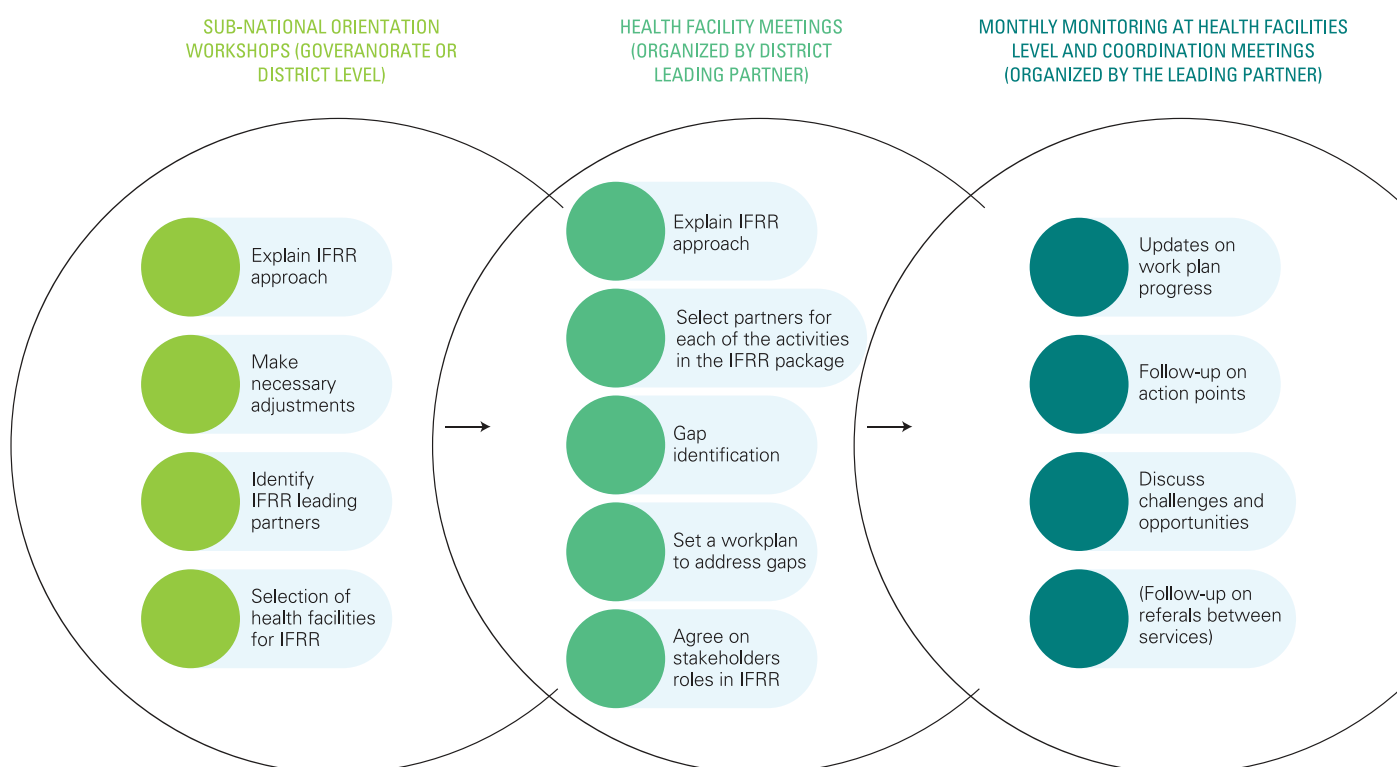 SUB-NATIONAL ORIENTATION
WORKSHOPS (GOVERANORATE OR
DISTRICT LEVEL)
Explain IFRR
approach
Make
necessary
adjustments
Identify
IFRR leading
partners
Selection of
health facilities
for IFRR
HEALTH FACILITY MEETINGS
(ORGANIZED BY DISTRICT
LEADING PARTNER)
Explain IFRR
approach
Select partners for
each of the activities
in the IFRR package
Gap
identification
Set a workplan
to address gaps
Agree on
stakeholders
roles in IFRR
MONTHLY MONITORING AT HEALTH FACILITIES
LEVEL AND COORDINATION MEETINGS
(ORGANIZED BY THE LEADING PARTNER)
Updates on
work plan
progress
Follow-up on
action points
Discuss
challenges and
opportunities
(Follow-up on
referals between
services)